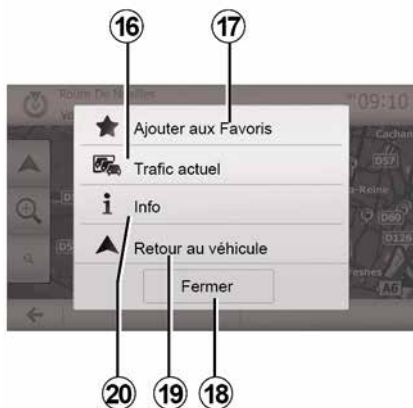 16 17
Route De Noailles
09:10
Ajouter aux Favoris
Cachan
Trafic actuel
D57
Info
D60
D126
Retour au véhicule
Fermer
A6
20 19 18